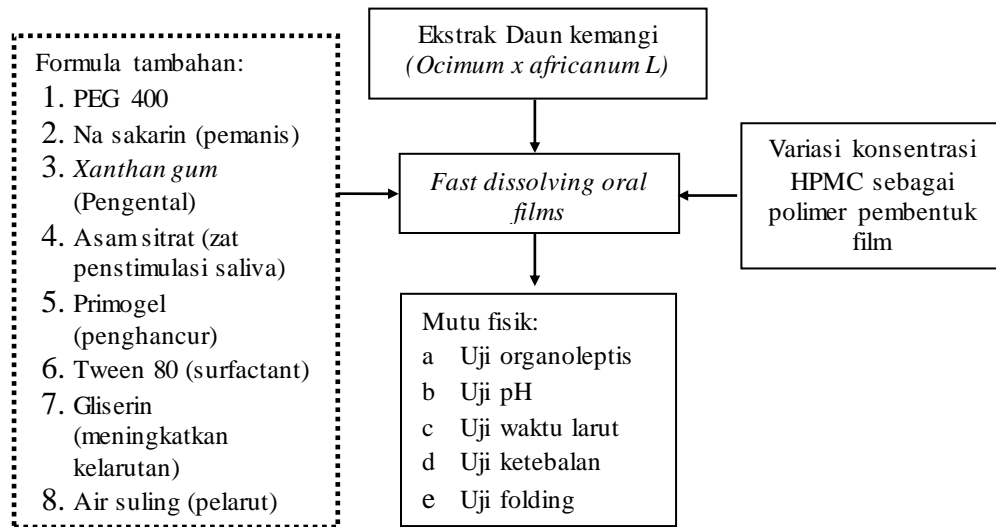 Formula tambahan:
1. PEG 400
2. Na sakarin (pemanis)
3. Xanthan gum
(Pengental)
4. Asam sitrat (zat
penstimulasi saliva)
5. Primogel
(penghancur)
6. Tween 80 (surfactant)
7. Gliserin
(meningkatkan
kelarutan)
8. Air suling (pelarut)
Ekstrak Daun kemangi
(Ocimum x africanum L)
Fast dissolving oral
films
Variasi konsentrasi
HPMC sebagai
polimer pembentuk
film
Mutu fisik:
a Uji organoleptis
b Uji pH
c Uji waktu larut
d Uji ketebalan
e Uji folding